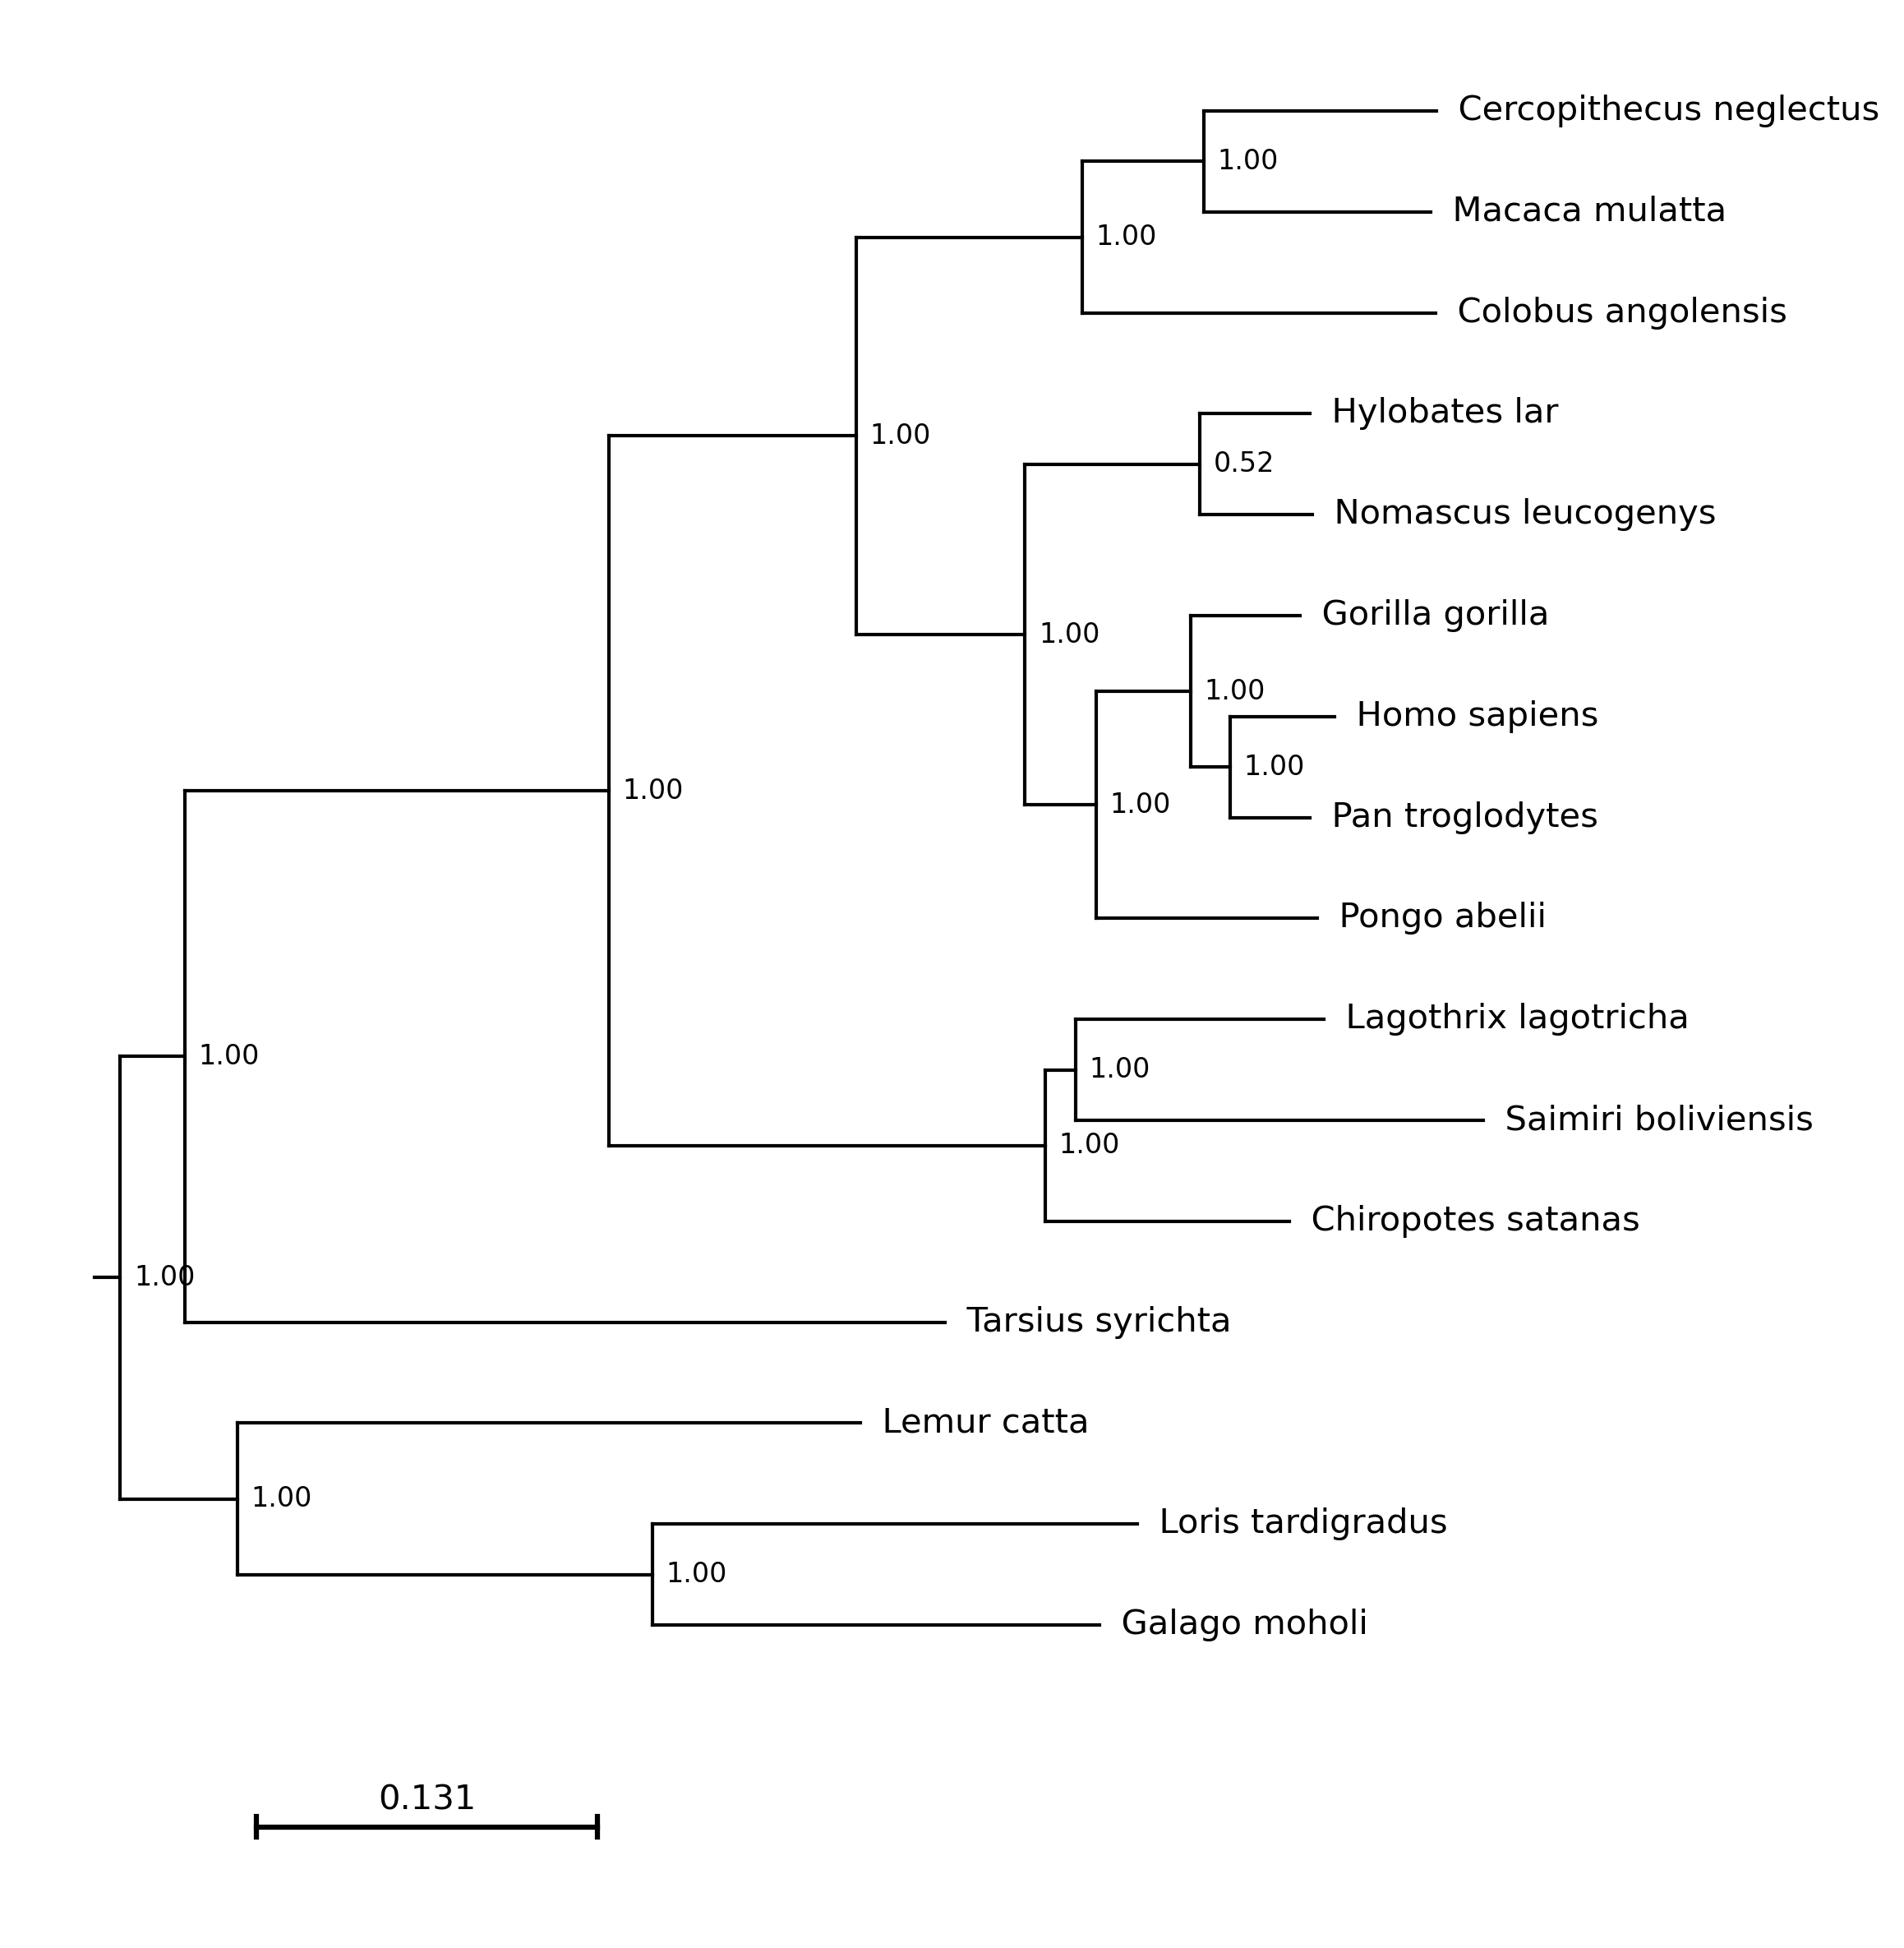 Cercopithecus neglectus
1.00
Macaca mulatta
1.00
Colobus angolensis
Hylobates lar
1.00
0.52
Nomascus leucogenys
Gorilla gorilla
1.00
1.00
Homo sapiens
1.00
1.00
1.00
Pan troglodytes
Pongo abelii
Lagothrix lagotricha
1.00
1.00
Saimiri boliviensis
1.00
Chiropotes satanas
1.00
Tarsius syrichta
Lemur catta
1.00
Loris tardigradus
1.00
Galago moholi
0.131